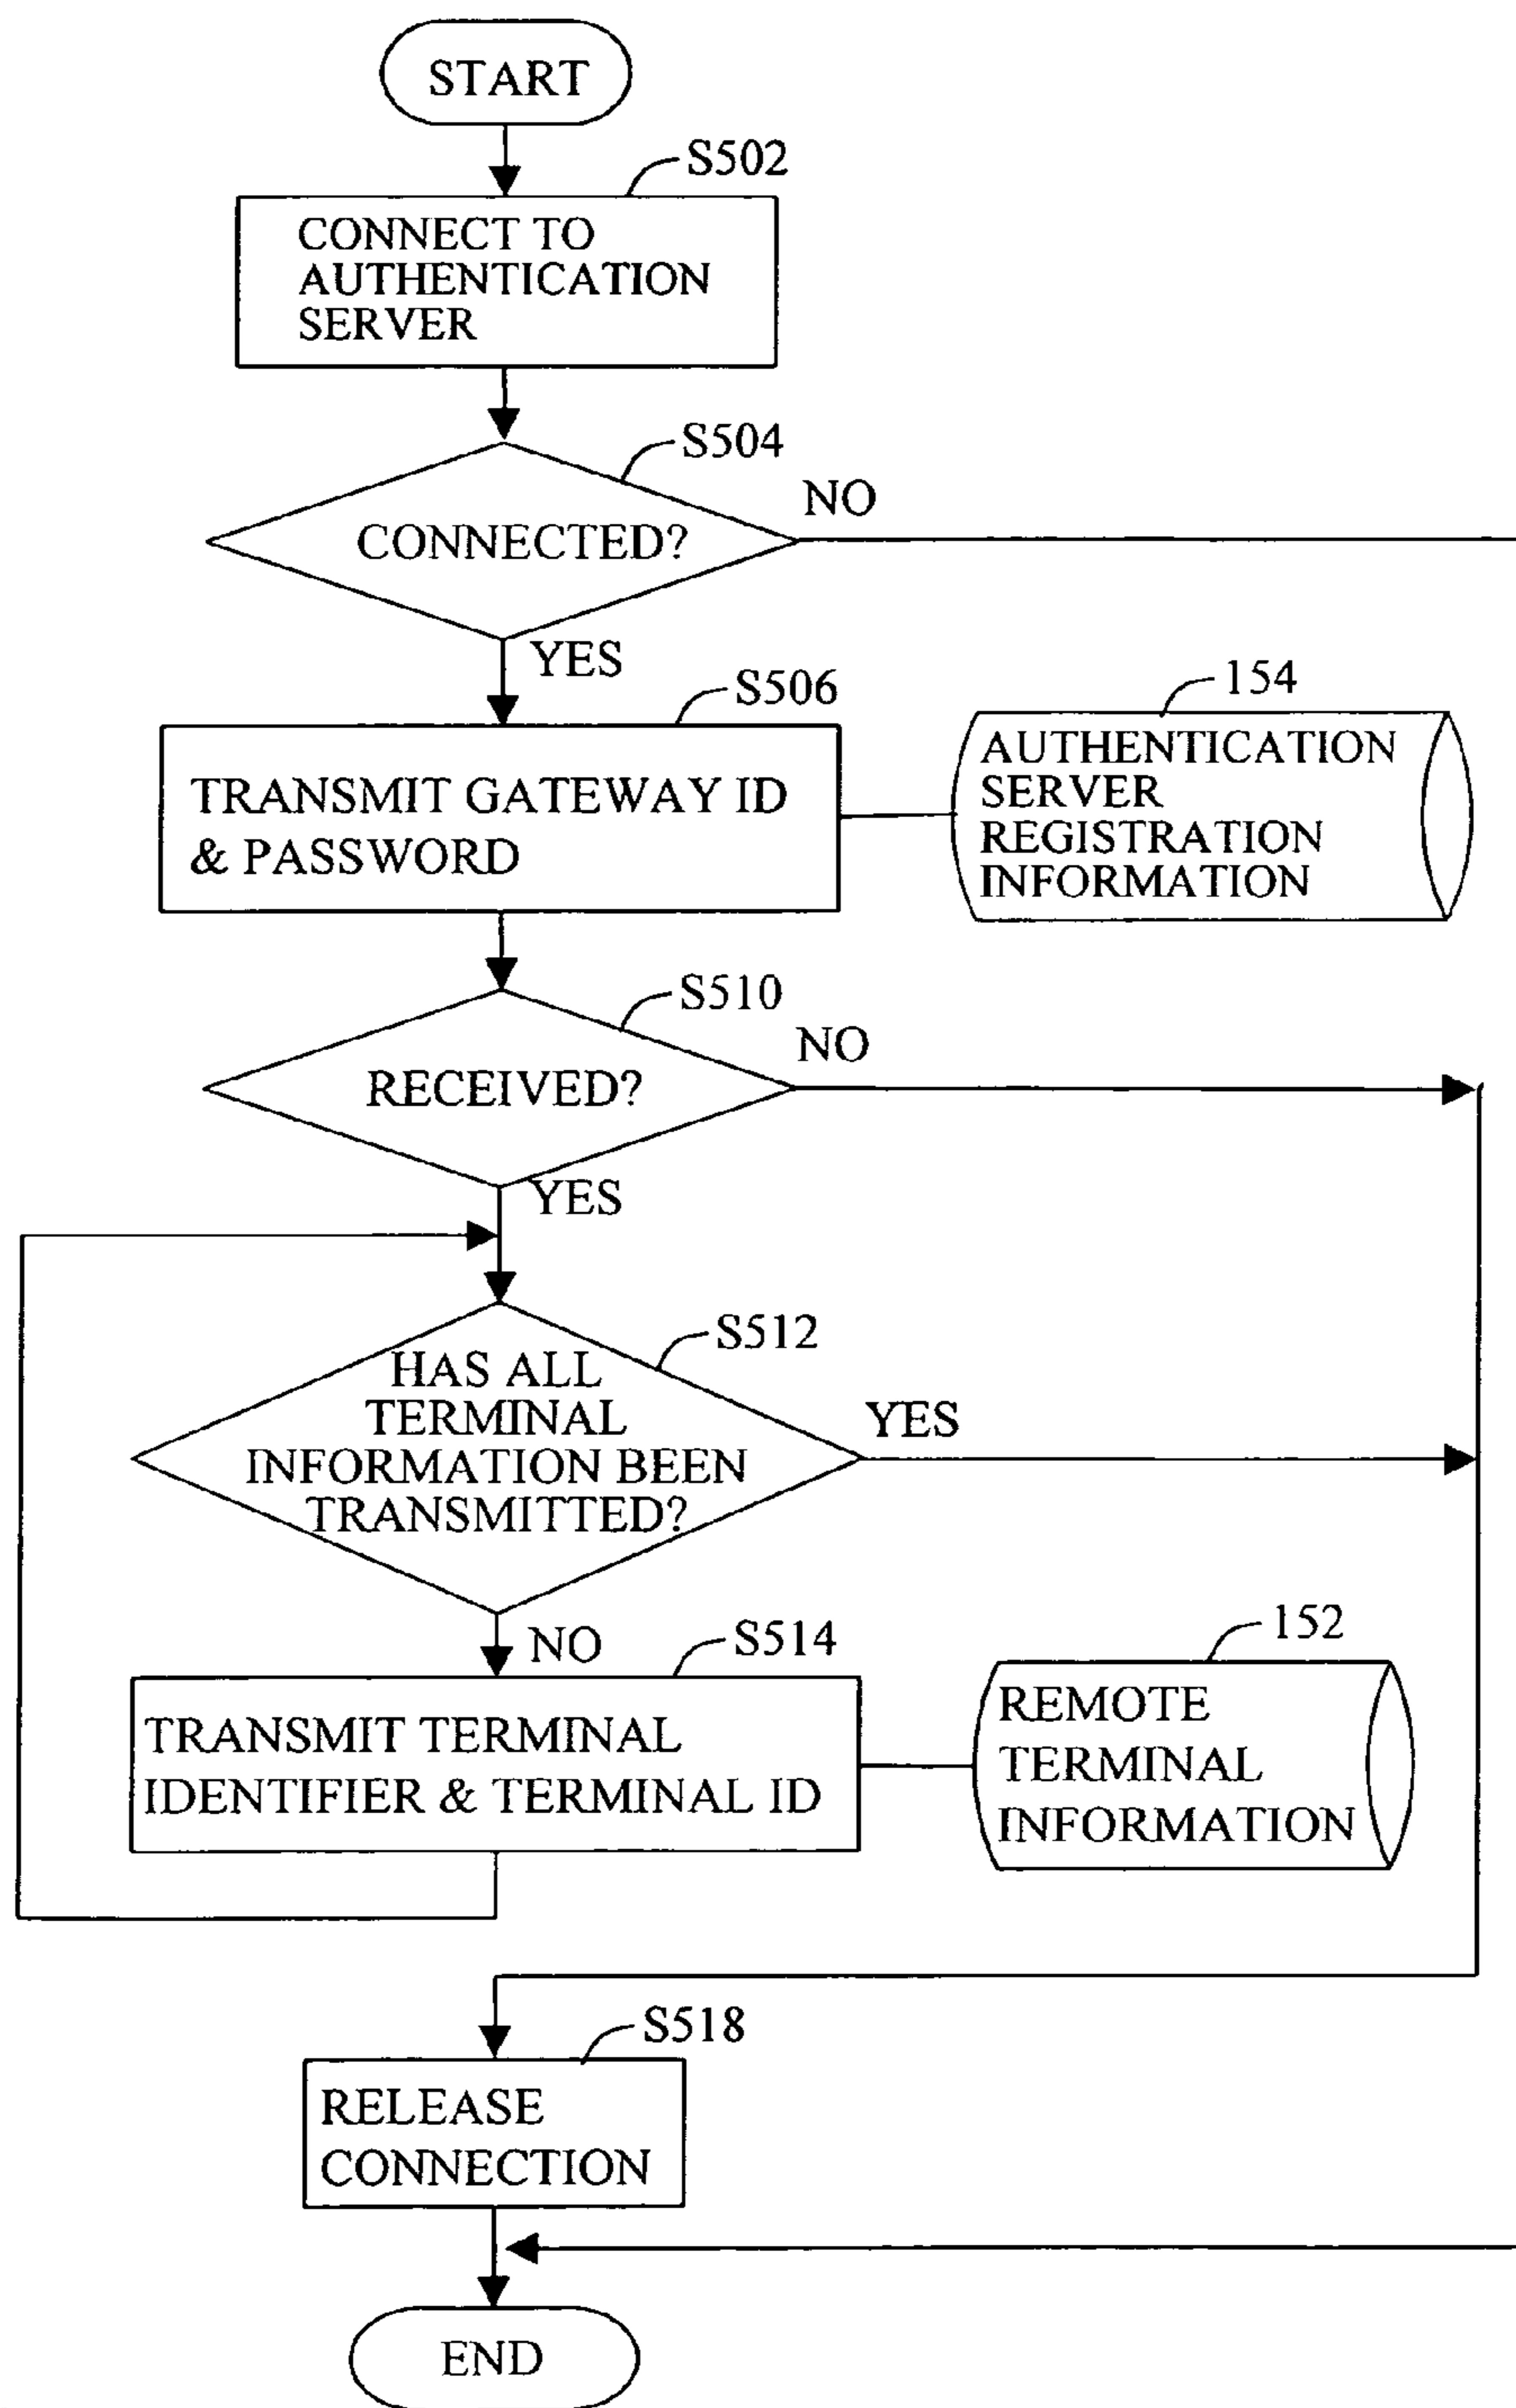 START
S502
CONNECT TO
AUTHENTICATION
SERVER
S504
CONNECTED?
NO
YES
S506
TRANSMIT GATEWAY ID
& PASSWORD
154
AUTHENTICATION
SERVER
REGISTRATION
INFORMATION
S510
RECEIVED?
NO
YES
S512
HAS ALL
TERMINAL
INFORMATION BEEN
TRANSMITTED?
YES
NO
S514
TRANSMIT TERMINAL
IDENTIFIER & TERMINAL ID
152
REMOTE
TERMINAL
INFORMATION
S518
RELEASE
CONNECTION
END